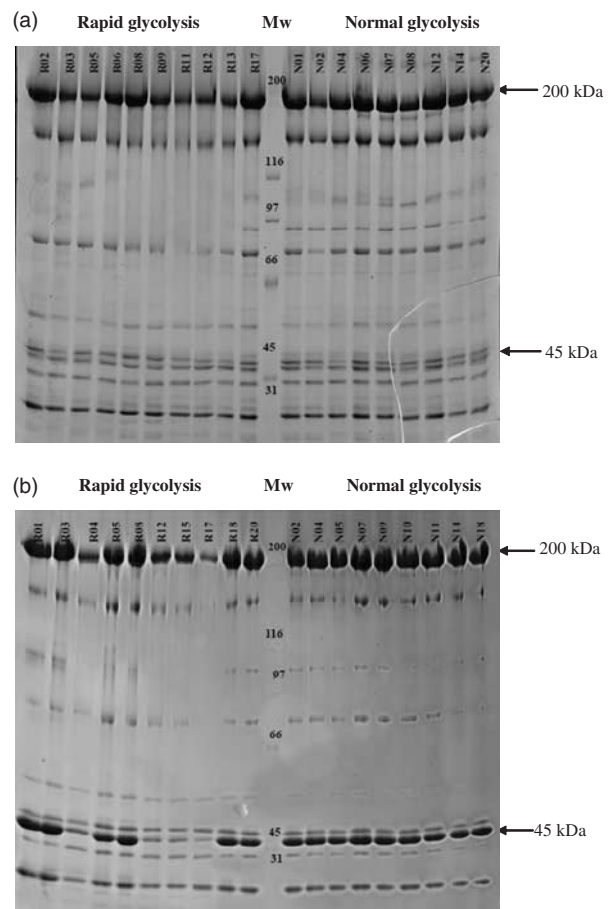 (a) Rapid glycolysis Mw Normal glycolysis
R02 R03 R05 R06 R08 R09 R11 R12 R13 R17 N01 N02 N04 N06 N07 N08 N12 N14 N20
200
200 kDa
116
97
66
45
45 kDa
31
(b) Rapid glycolysis Mw Normal glycolysis
R01 R03 R04 R05 R08 R12 R15 R17 R18 R20 N02 N04 N05 N07 N09 N10 N11 N14 N18
200
200 kDa
116
97
66
45
45 kDa
31